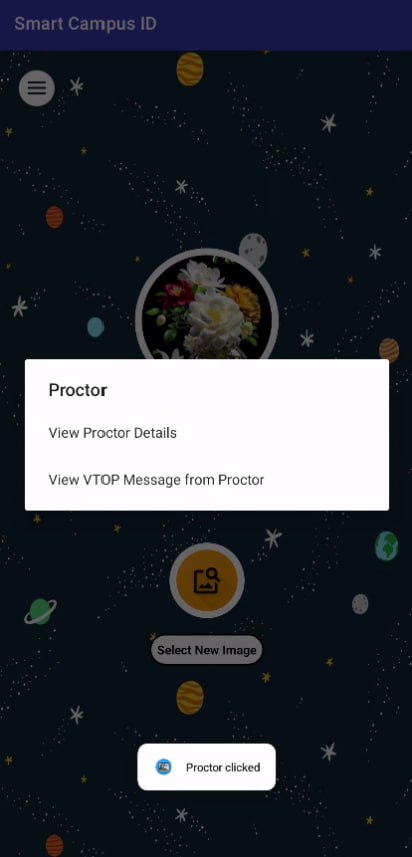 Smart Campus ID
Proctor
View Proctor Details
View VTOP Message from Proctor
Select New Image
Proctor clicked